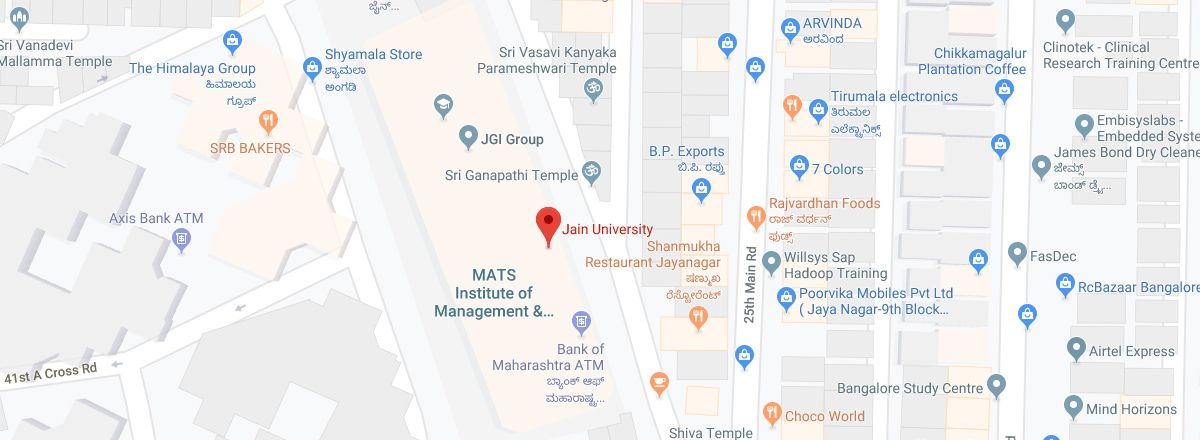 ಜೈನ್...
Sri Vanadevi
Mallamma Temple
The Himalaya Group
ಹಿಮಾಲಯ
ಗ್ರೂಪ್
Shyamala Store
ಶ್ಯಾಮಲಾ
ಅಂಗಡಿ
SRB BAKERS
JGI Group
Sri Vasavi Kanyaka
Parameshwari Temple
Sri Ganapathi Temple
Axis Bank ATM
Jain University
MATS
Institute of
Management &...
Bank of
Maharashtra ATM
ಬ್ಯಾಂಕ್ ಆಫ್
ಮಹಾರಾಷ್ಟ್ರ...
41st A Cross Rd
ARVINDA
ಅರವಿಂದ
Tirumala electronics
ತಿರುಮಲ
ಎಲೆಕ್ಟ್ರಾನಿಕ್ಸ್
B.P. Exports
ಬಿ.ಪಿ. ರಫ್ತು
7 Colors
Rajvardhan Foods
ರಾಜ್ ವರ್ಧನ್
ಫುಡ್ಸ್
Shanmukha
Restaurant Jayanagar
ಷಣ್ಮುಖ
ರೆಸ್ಟೋರೆಂಟ್
Willsys Sap
Hadoop Training
Poorvika Mobiles Pvt Ltd
( Jaya Nagar-9th Block...
25th Main Rd
Choco World
Shiva Temple
Chikkamagalur
Plantation Coffee
Clinotek - Clinical
Research Training Centre
Embisyslabs -
Embedded Syste
James Bond Dry Cleane
ಜೇಮ್ಸ್
ಬಾಂಡ್ ಡ್ರೈ...
FasDec
RcBazaar Bangalore
Airtel Express
Bangalore Study Centre
Mind Horizons